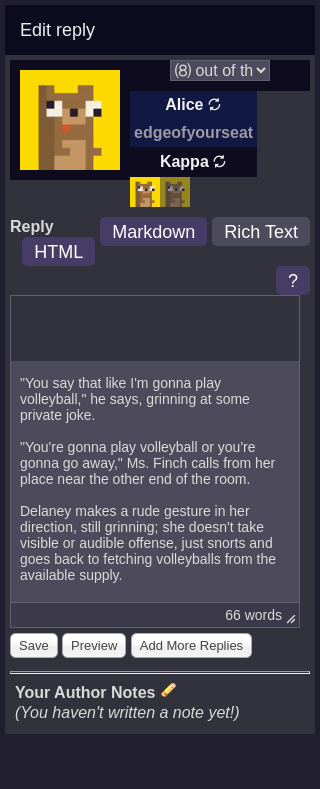 Edit reply
(8) out of th
Alice
edgeofyourseat
Kappa
Reply
Markdown
Rich Text
HTML
?
"You say that like I'm gonna play
volleyball," he says, grinning at some
private joke.
"You're gonna play volleyball or you're
gonna go away," Ms. Finch calls from her
place near the other end of the room.
Delaney makes a rude gesture in her
direction, still grinning; she doesn't take
visible or audible offense, just snorts and
goes back to fetching volleyballs from the
available supply.
66 words
Save
Preview
Add More Replies
Your Author Notes
(You haven't written a note yet!)